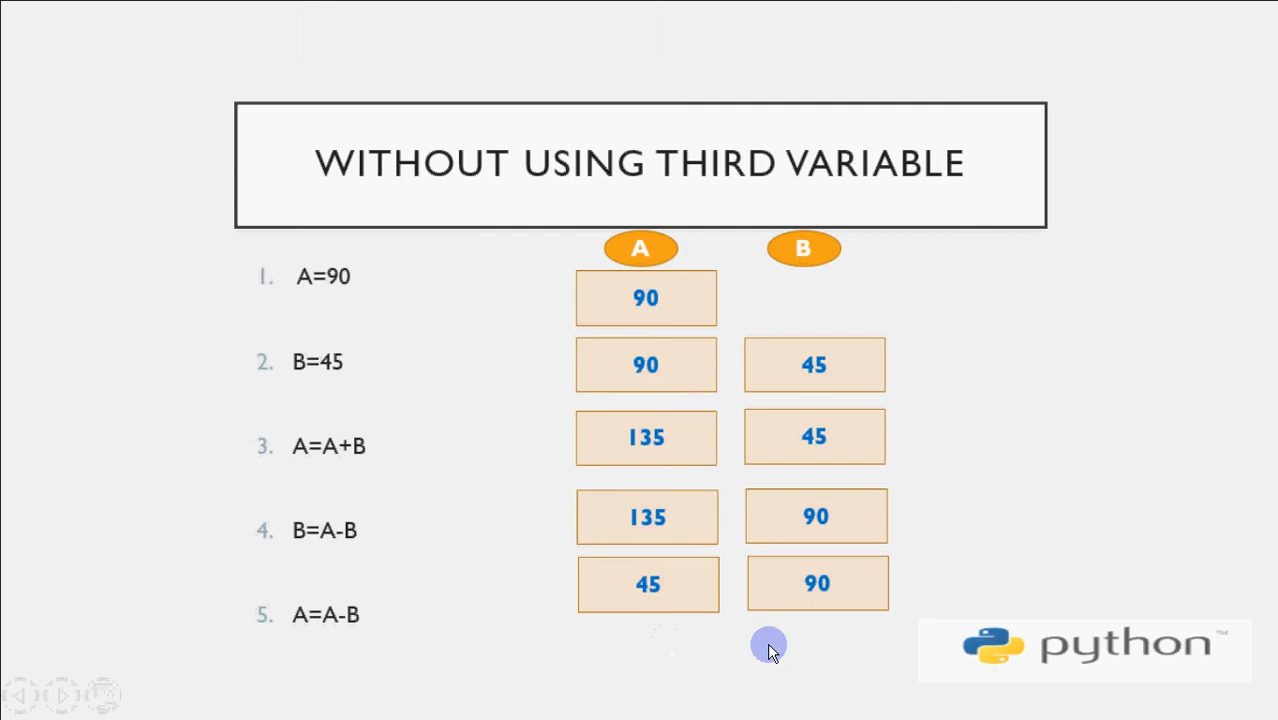 WITHOUT USING THIRD VARIABLE
A B
1. A=90
90
2. B=45
90 45
3. A=A+B
135 45
4. B=A-B
135 90
5. A=A-B
45 90
python™